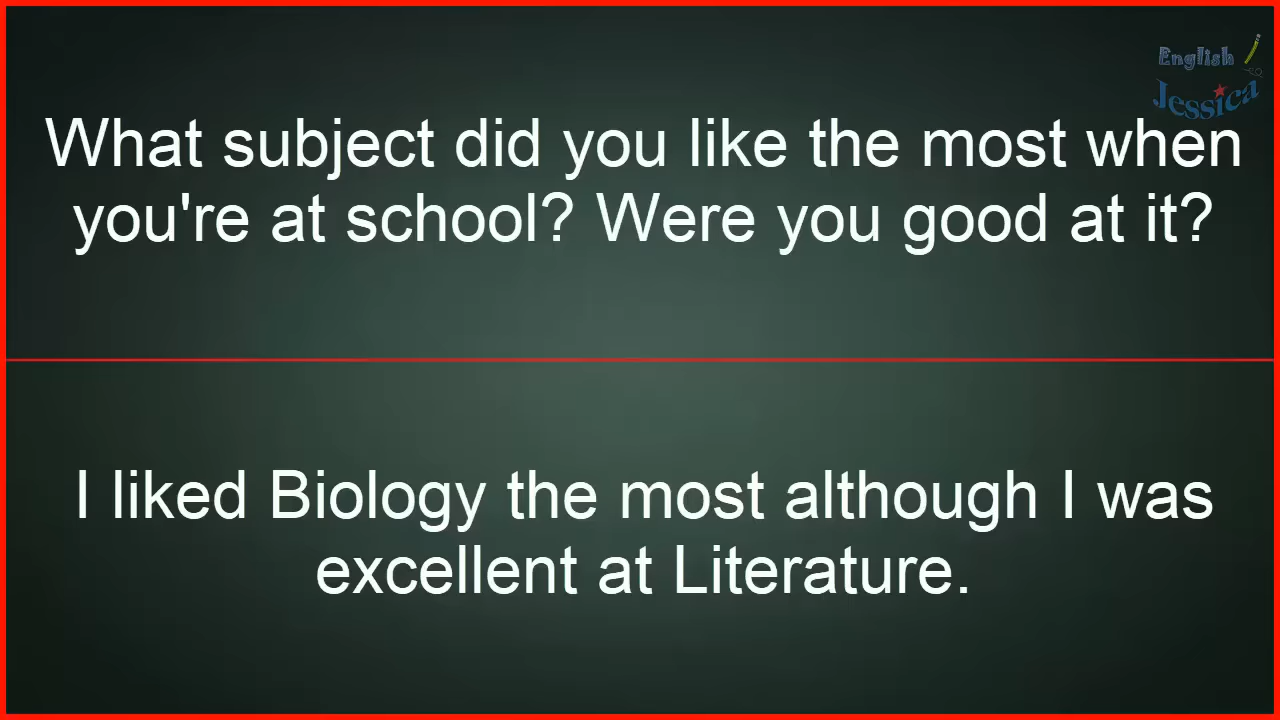 English
Jessica
What subject did you like the most when
you're at school? Were you good at it?
I liked Biology the most although I was
excellent at Literature.